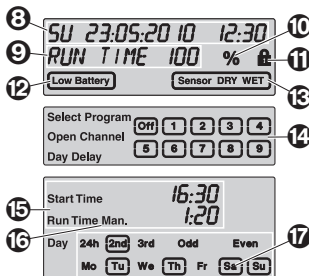 8 SU 23:05:2010 12:30 10
9 RUN TIME 100 % 11
12 Low Battery Sensor DRY WET 13
Select Program Off 1 2 3 4
Open Channel 14
Day Delay 5 6 7 8 9
Start Time 16:30
15
Run Time Man. 1:20
16
Day 24h 2nd 3rd Odd Even 17
Mo Tu We Th Fr Sa Su